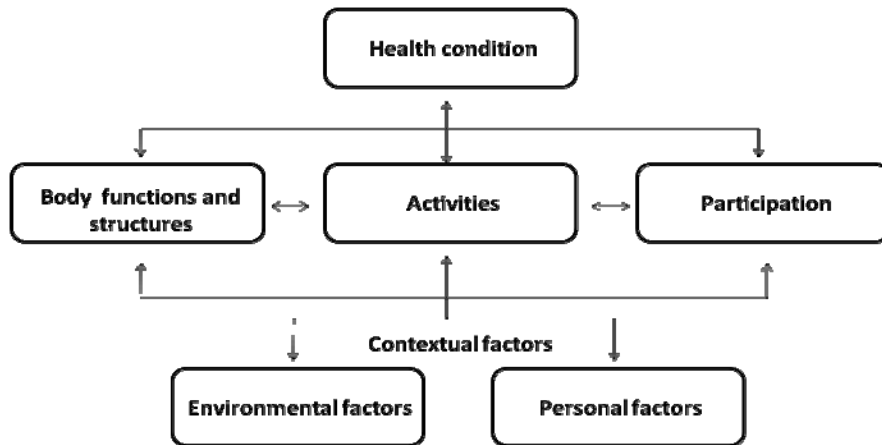 Health condition
Body functions and
structures
Activities
Participation
Contextual factors
Environmental factors
Personal factors